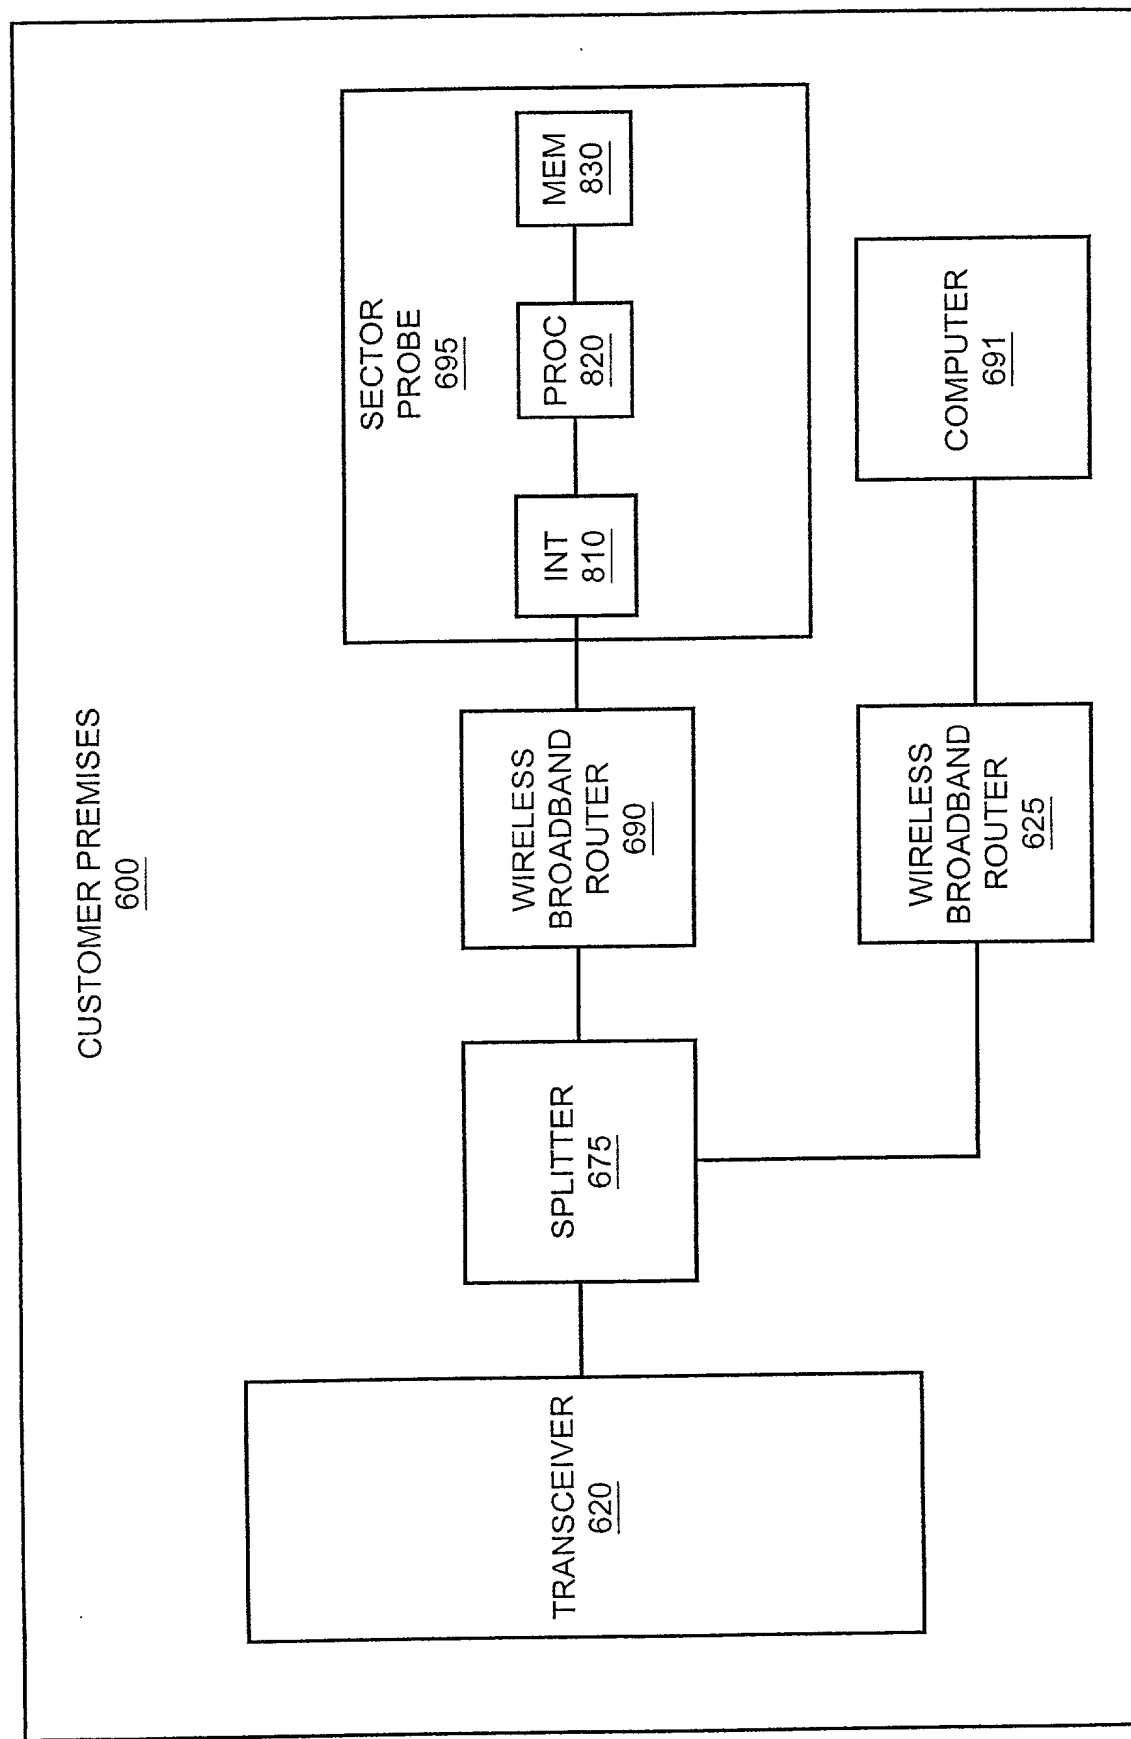 CUSTOMER PREMISES
600
TRANSCEIVER
620
SPLITTER
675
WIRELESS
BROADBAND
ROUTER
690
SECTOR
PROBE
695
INT
810
PROC
820
MEM
830
WIRELESS
BROADBAND
ROUTER
625
COMPUTER
691